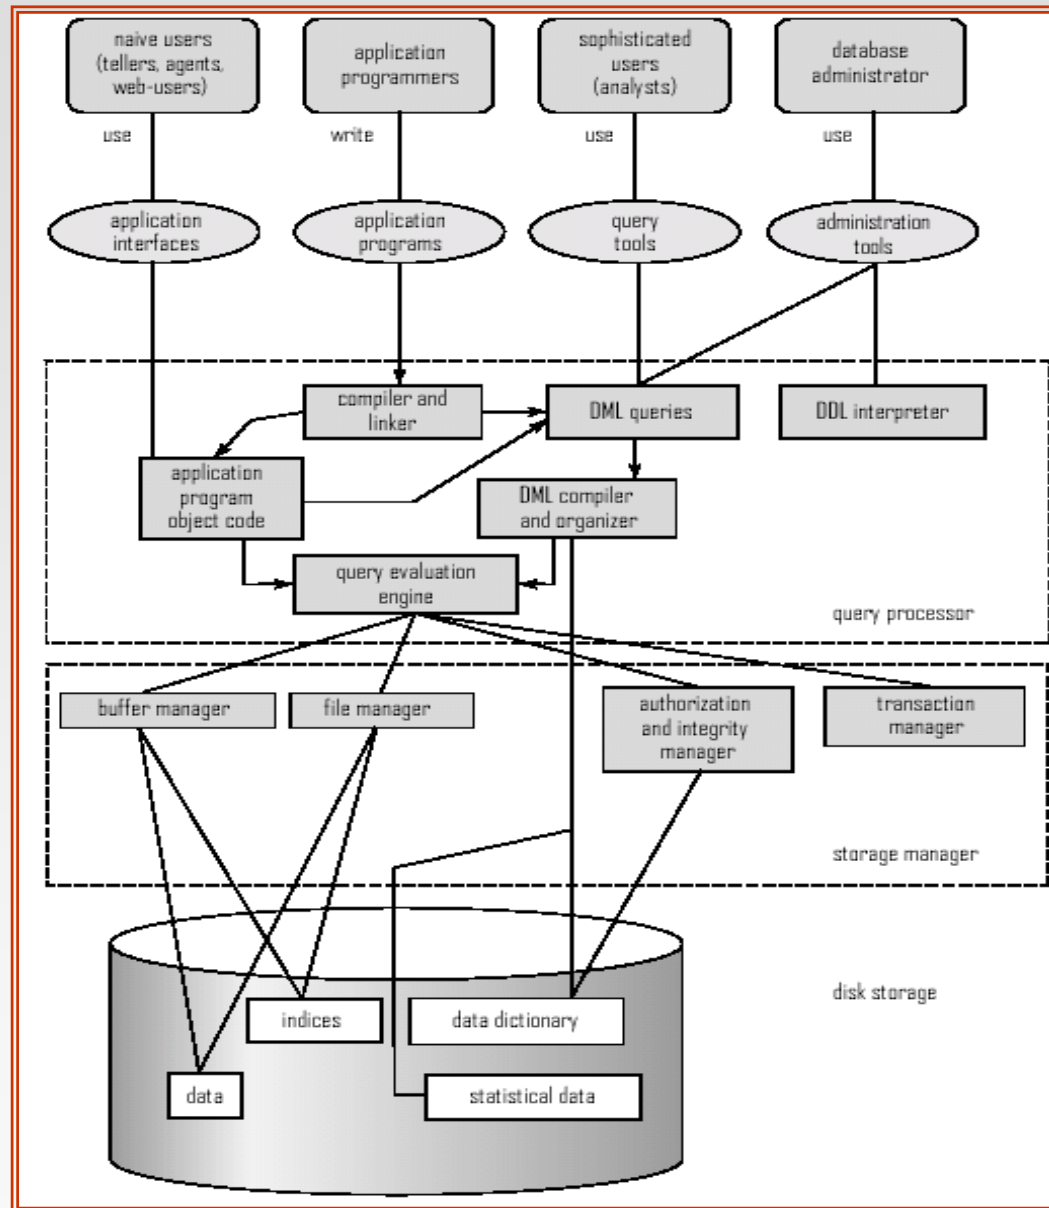 naive users
(tellers, agents,
web-users)
application
programmers
sophisticated
users
(analysts)
database
administrator
use
write
use
use
application
interfaces
application
programs
query
tools
administration
tools
compiler and
linker
DML queries
DDL interpreter
application
program
object code
DML compiler
and organizer
query evaluation
engine
query processor
buffer manager
file manager
authorization
and integrity
manager
transaction
manager
storage manager
disk storage
indices
data dictionary
data
statistical data